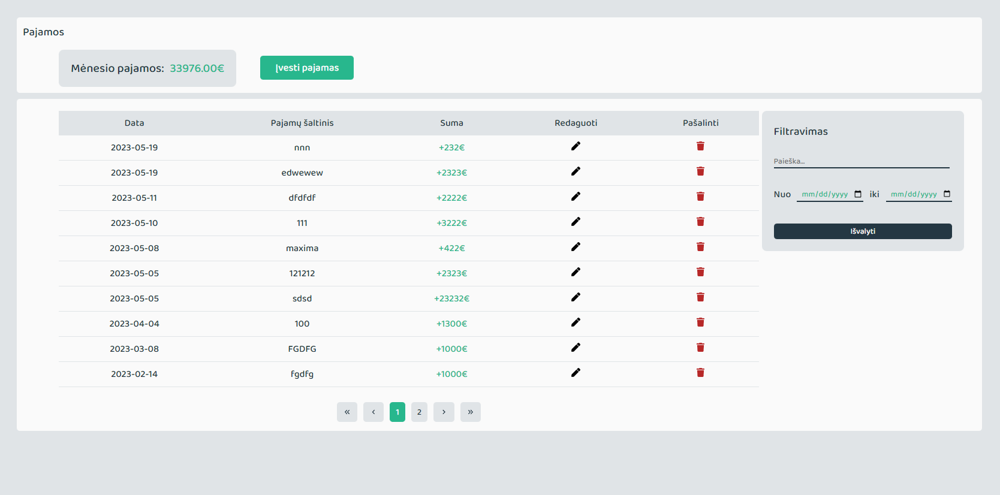 Pajamos
Mėnesio pajamos: 33976.00€
Įvesti pajamas
Data Pajamų šaltinis Suma Redaguoti Pašalinti
2023-05-19 nnn +232€
2023-05-19 edwewew +2323€
2023-05-11 dfdfdf +2222€
2023-05-10 111 +3222€
2023-05-08 maxima +422€
2023-05-05 121212 +2323€
2023-05-05 sdsd +23232€
2023-04-04 100 +1300€
2023-03-08 FGDFG +1000€
2023-02-14 fgdfg +1000€
« ‹ 1 2 › »
Filtravimas
Paieška...
Nuo mm/dd/yyyy iki mm/dd/yyyy
Išvalyti